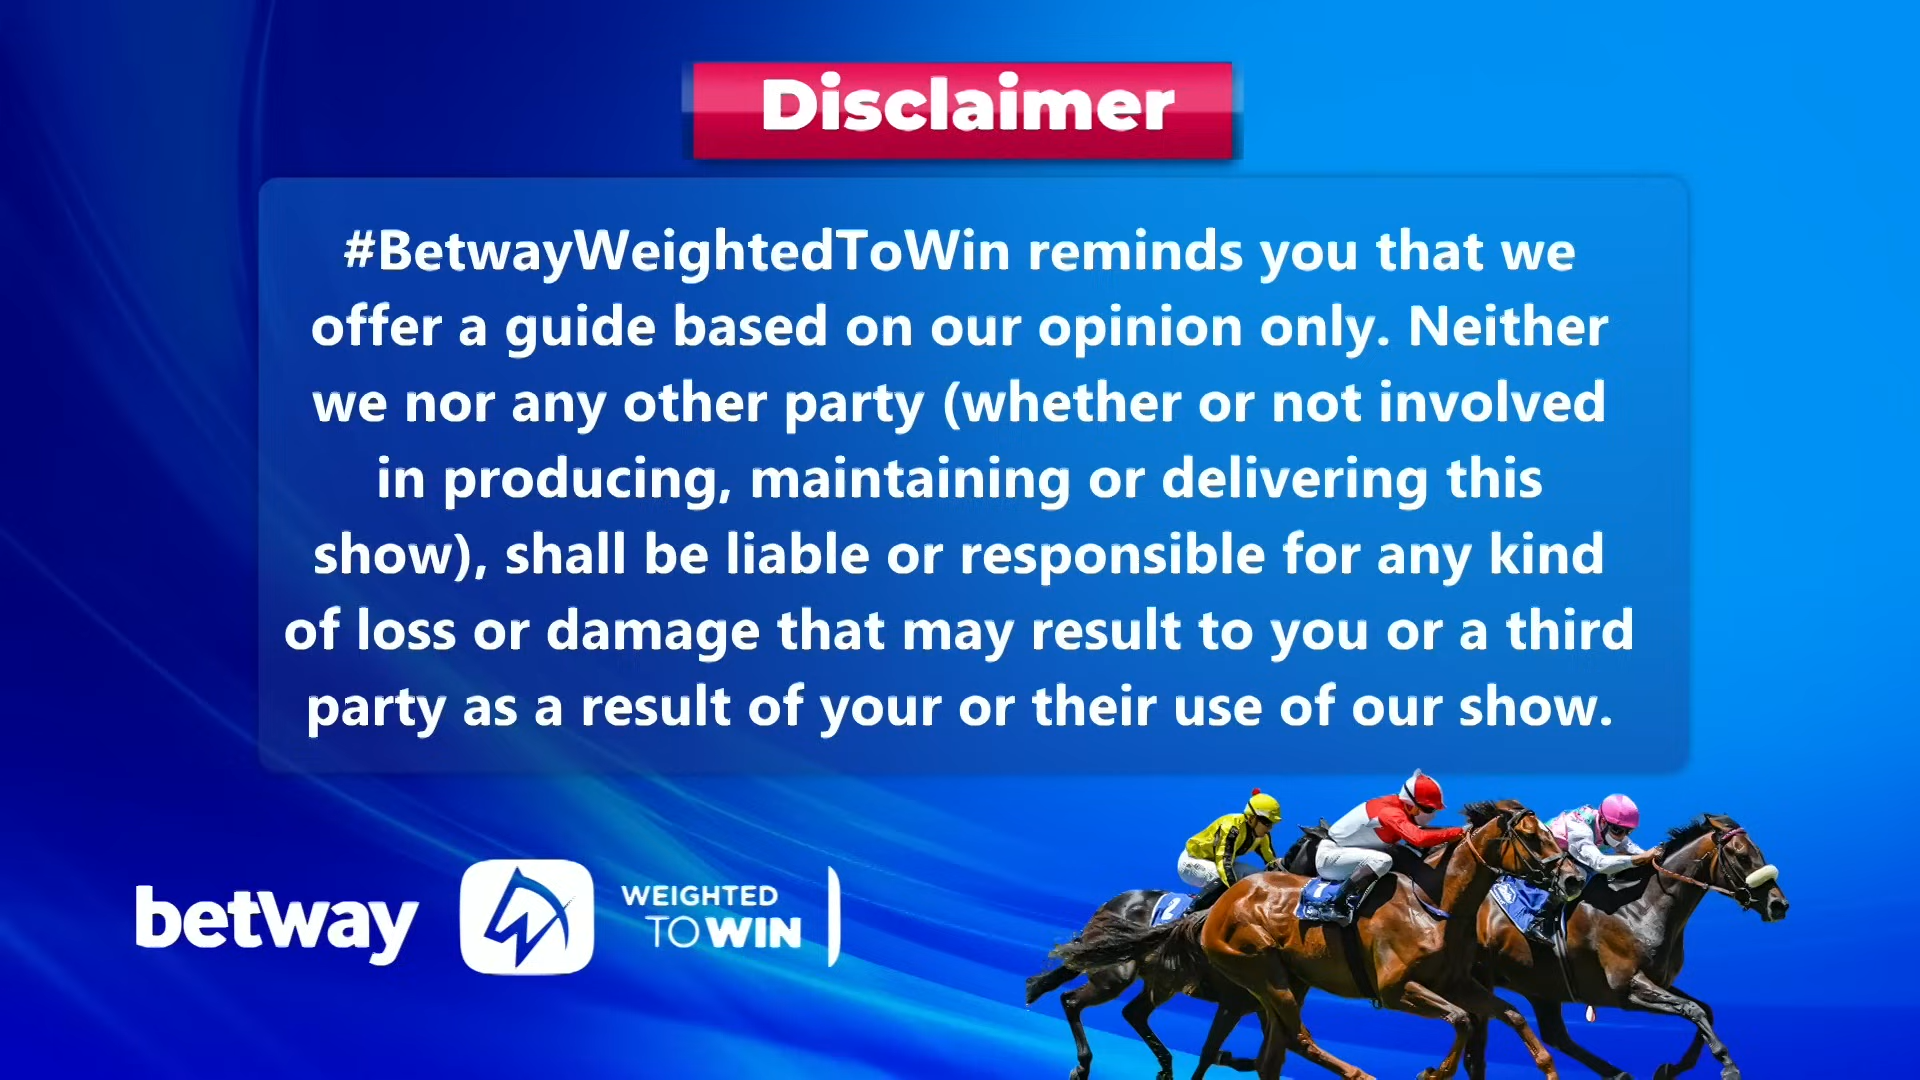 Disclaimer
#BetwayWeightedToWin reminds you that we
offer a guide based on our opinion only. Neither
we nor any other party (whether or not involved
in producing, maintaining or delivering this
show), shall be liable or responsible for any kind
of loss or damage that may result to you or a third
party as a result of your or their use of our show.
betway
WEIGHTED
TOWIN
1